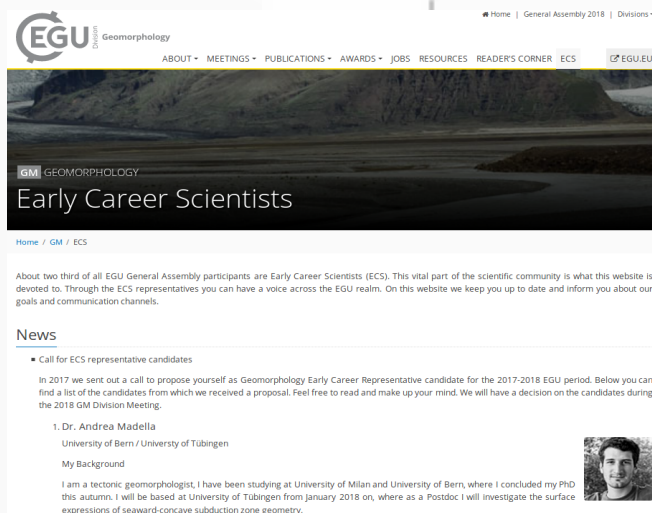 Home | General Assembly 2018 | Divisions
EGU Division Geomorphology
ABOUT MEETINGS PUBLICATIONS AWARDS JOBS RESOURCES READER'S CORNER ECS EGU.EU
GM GEOMORPHOLOGY
Early Career Scientists
Home / GM / ECS
About two third of all EGU General Assembly participants are Early Career Scientists (ECS). This vital part of the scientific community is what this website is
devoted to. Through the ECS representatives you can have a voice across the EGU realm. On this website we keep you up to date and inform you about our
goals and communication channels.
News
Call for ECS representative candidates
In 2017 we sent out a call to propose yourself as Geomorphology Early Career Representative candidate for the 2017-2018 EGU period. Below you can
find a list of the candidates from which we received a proposal. Feel free to read and make up your mind. We will have a decision on the candidates during
the 2018 GM Division Meeting.
1. Dr. Andrea Madella
University of Bern / Universty of Tübingen
My Background
I am a tectonic geomorphologist, I have been studying at University of Milan and University of Bern, where I concluded my PhD
this autumn. I will be based at University of Tübingen from January 2018 on, where as a Postdoc I will investigate the surface
expressions of seaward-concave subduction zone geometry.